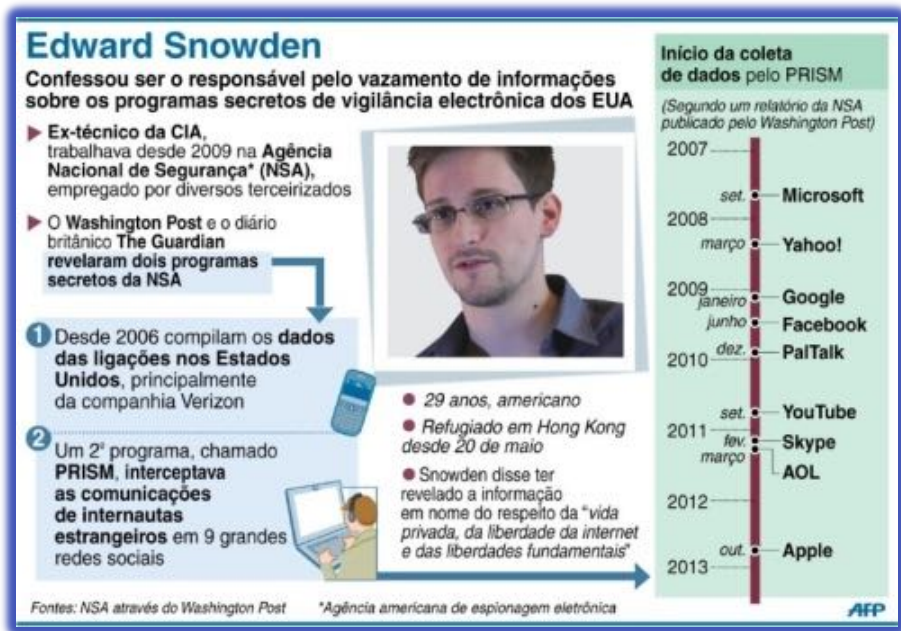 Edward Snowden
Confessou ser o responsável pelo vazamento de informações
sobre os programas secretos de vigilância electrônica dos EUA
Ex-técnico da CIA,
trabalhava desde 2009 na Agência
Nacional de Segurança* (NSA),
empregado por diversos terceirizados
O Washington Post e o diário
britânico The Guardian
revelaram dois programas
secretos da NSA
1 Desde 2006 compilam os dados
das ligações nos Estados
Unidos, principalmente
da companhia Verizon
2 Um 2º programa, chamado
PRISM, interceptava
as comunicações
de internautas
estrangeiros em 9 grandes
redes sociais
29 anos, americano
Refugiado em Hong Kong
desde 20 de maio
Snowden disse ter
revelado a informação
em nome do respeito da "vida
privada, da liberdade da internet
e das liberdades fundamentais"
Início da coleta
de dados pelo PRISM
(Segundo um relatório da NSA
publicado pelo Washington Post)
2007
set. Microsoft
2008
março Yahoo!
2009
janeiro Google
junho Facebook
dez. PalTalk
2010
set. YouTube
2011
fev. Skype
março AOL
2012
out. Apple
2013
Fontes: NSA através do Washington Post
*Agência americana de espionagem eletrônica
AFP